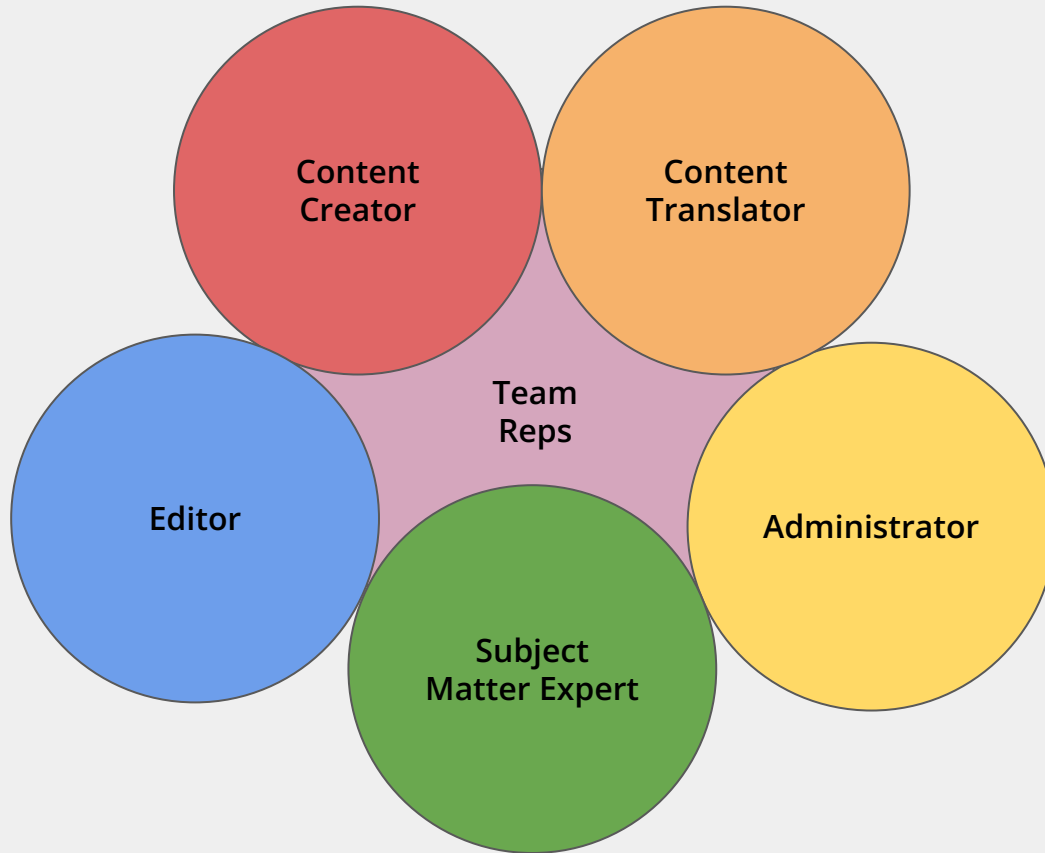 Content
Creator
Content
Translator
Team
Reps
Editor
Administrator
Subject
Matter Expert